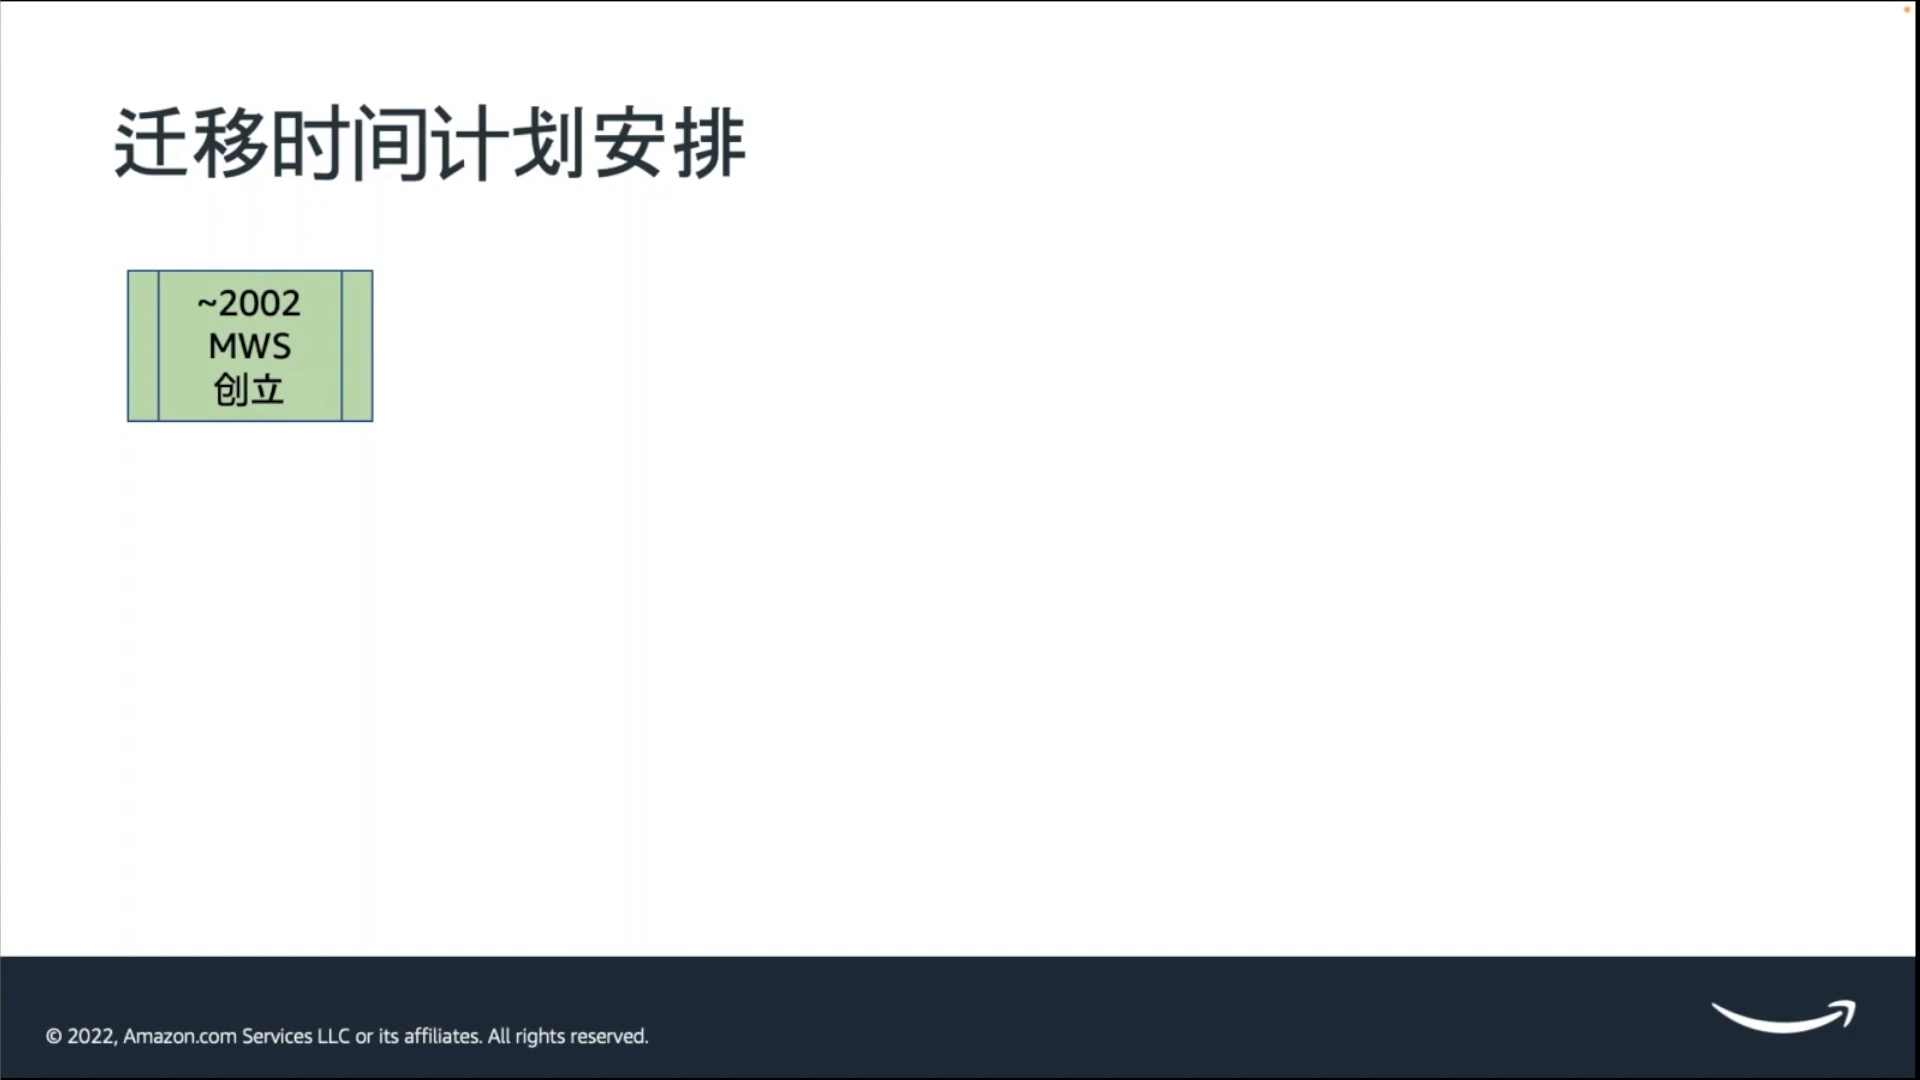 迁移时间计划安排
~2002
MWS
创立
© 2022, Amazon.com Services LLC or its affiliates. All rights reserved.